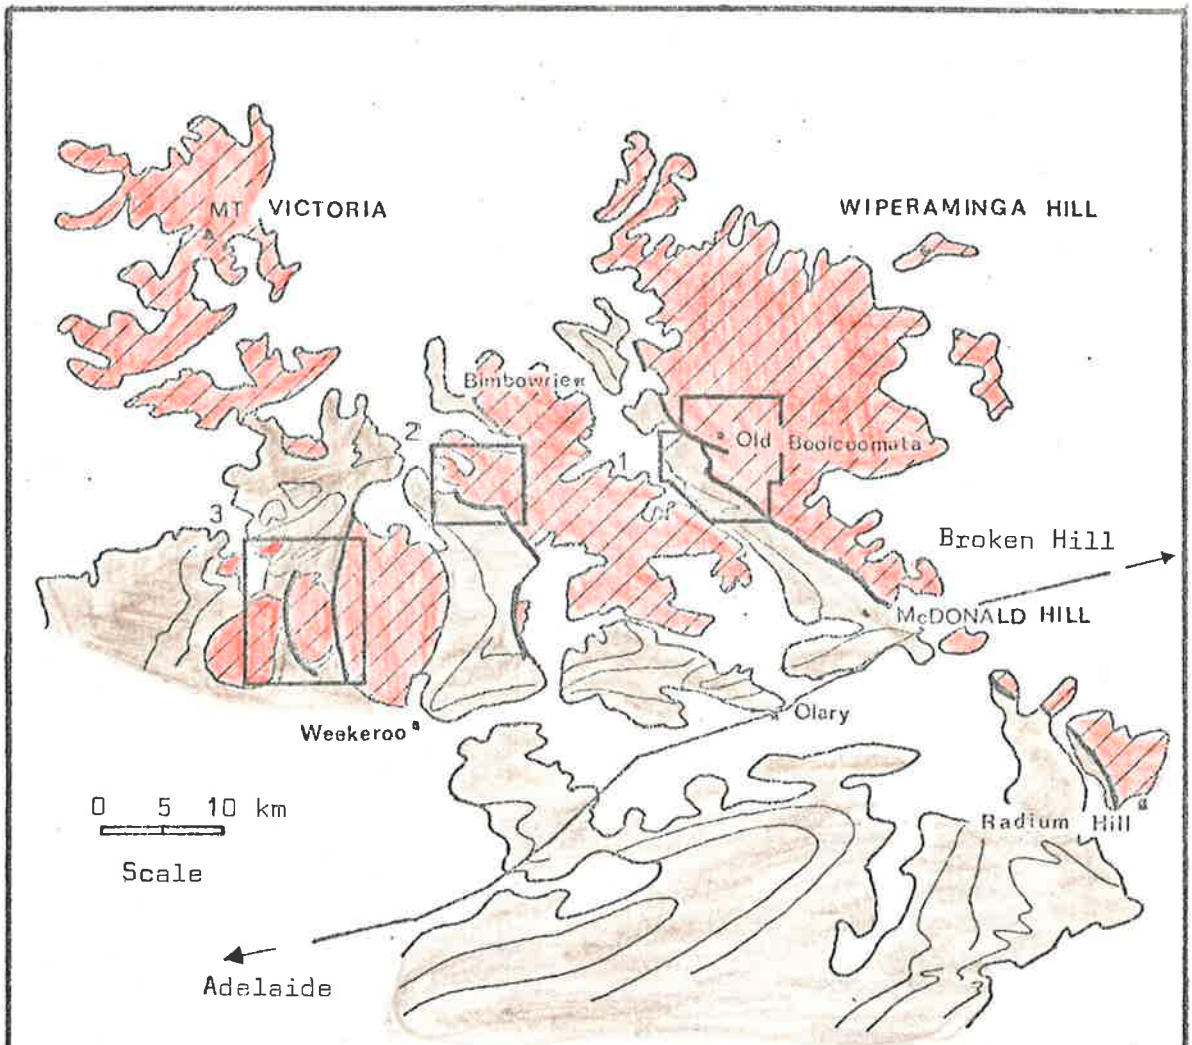 MT VICTORIA
WIPERAMINGA HILL
Bimbowrie
2
Old Boolcoomata
1
3
Broken Hill
McDONALD HILL
Olary
Weekeroo
0 5 10 km
Scale
Radium Hill
Adelaide